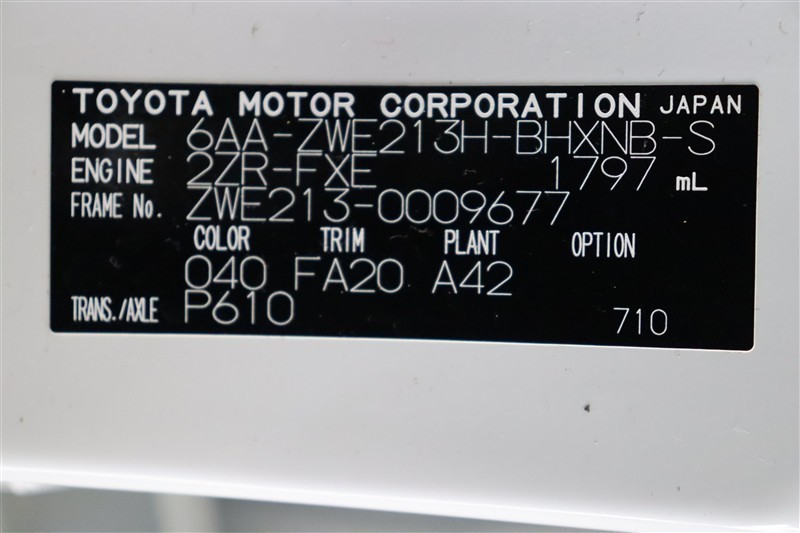 TOYOTA MOTOR CORPORATION JAPAN
MODEL 6AA-ZWE213H-BHXNB-S
ENGINE 2ZR-FXE 1797 mL
FRAME No. ZWE213-0009677
COLOR TRIM PLANT OPTION
040 FA20 A42
TRANS./AXLE P610 710